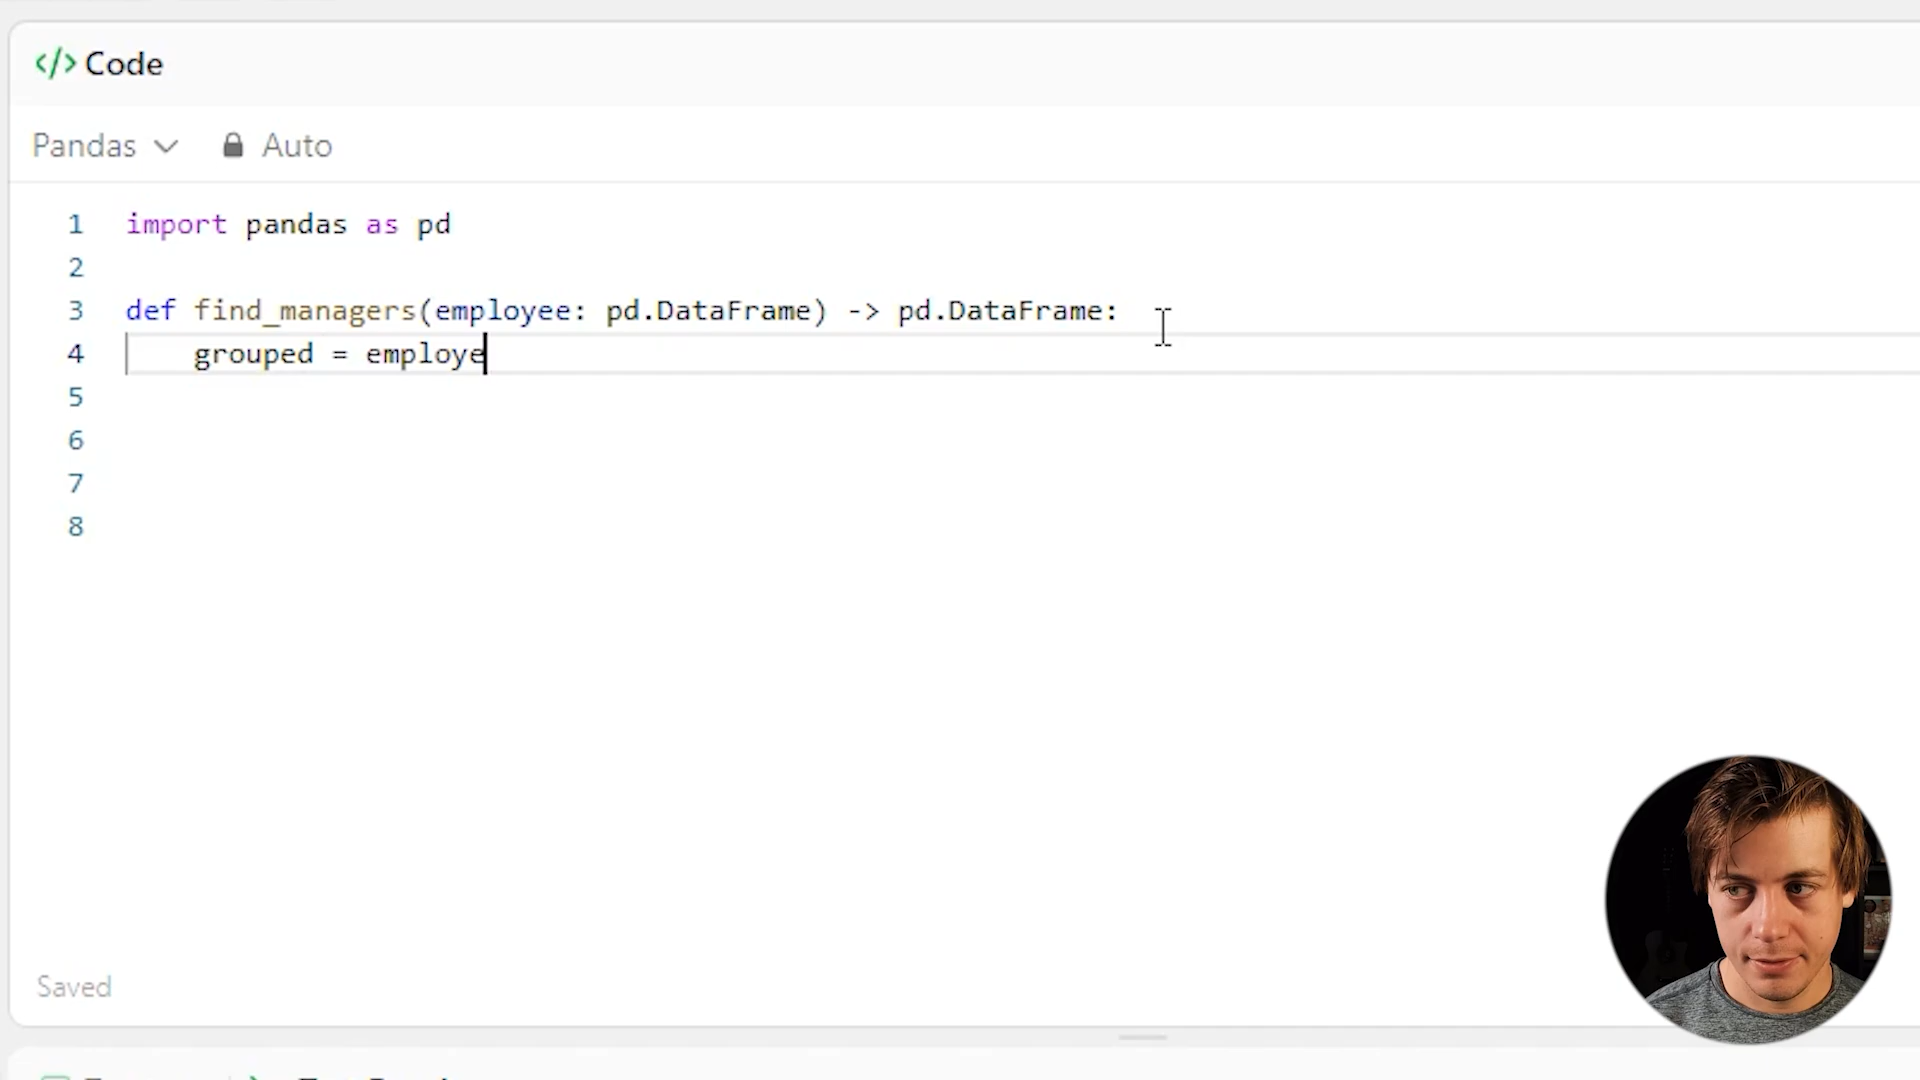 </> Code
Pandas Auto
1 import pandas as pd
2
3 def find_managers(employee: pd.DataFrame) -> pd.DataFrame:
4 grouped = employe
5
6
7
8
Saved